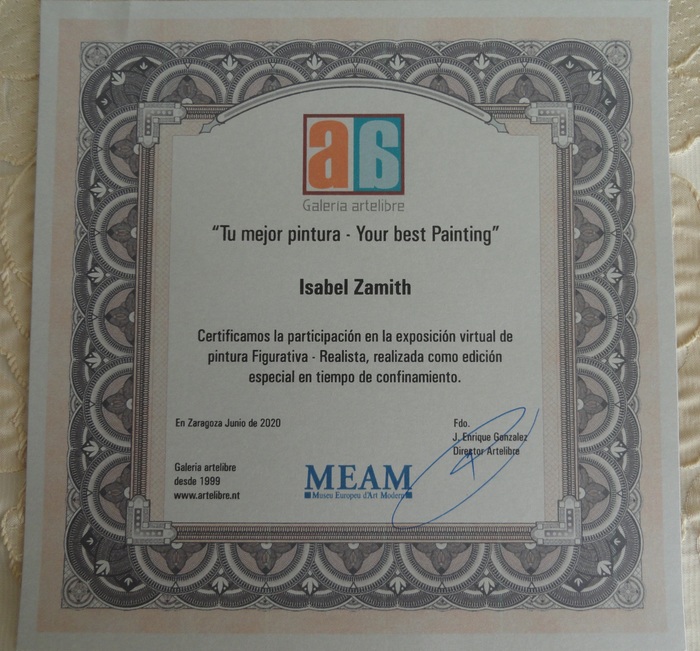 aa
Galeria artelibre
“Tu mejor pintura - Your best Painting”
Isabel Zamith
Certificamos la participación en la exposición virtual de
pintura Figurativa - Realista, realizada como edición
especial en tiempo de confinamiento.
En Zaragoza Junio de 2020
Fdo.
J. Enrique Gonzalez
Director Artelibre
Galeria artelibre
desde 1999
www.artelibre.nt
MEAM
Museu Europeu d'Art Modern